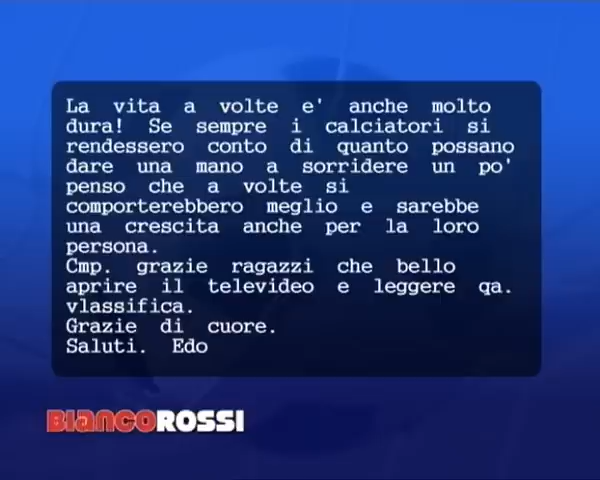 La vita a volte e' anche molto
dura! Se sempre i calciatori si
rendessero conto di quanto possano
dare una mano a sorridere un po'
penso che a volte si
comporterebbero meglio e sarebbe
una crescita anche per la loro
persona.
Cmp. grazie ragazzi che bello
aprire il televideo e leggere qa.
vlassifica.
Grazie di cuore.
Saluti. Edo
BIANCOROSSI